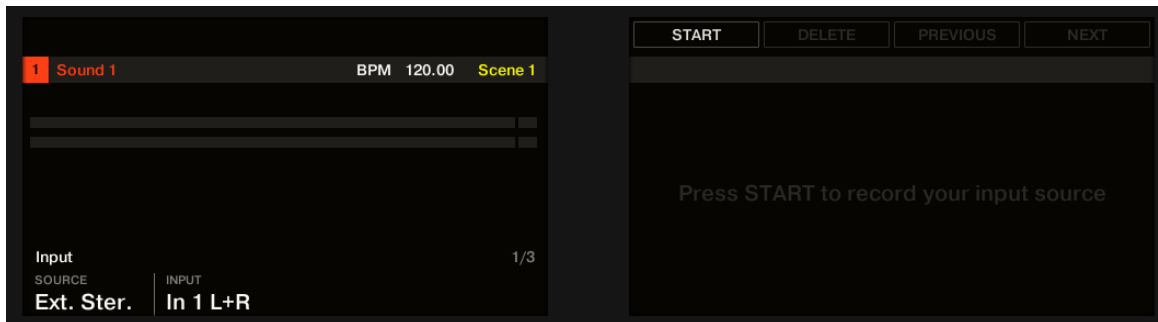 1 Sound 1 BPM 120.00 Scene 1
Input 1/3
SOURCE INPUT
Ext. Ster. In 1 L+R
START DELETE PREVIOUS NEXT
Press START to record your input source